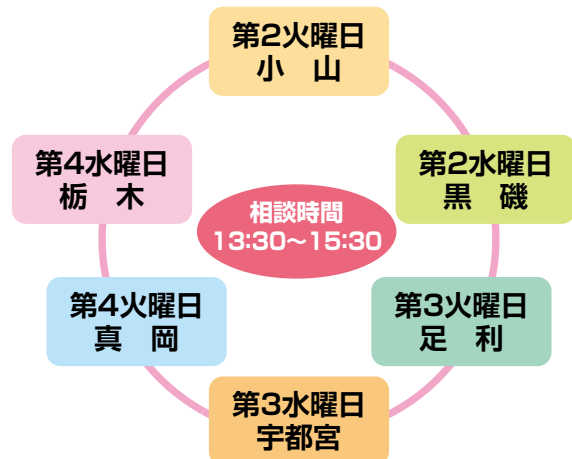 第2火曜日
小　山
第2水曜日
黒　磯
第3火曜日
足　利
第3水曜日
宇都宮
第4火曜日
真　岡
第4水曜日
栃　木
相談時間
13:30〜15:30